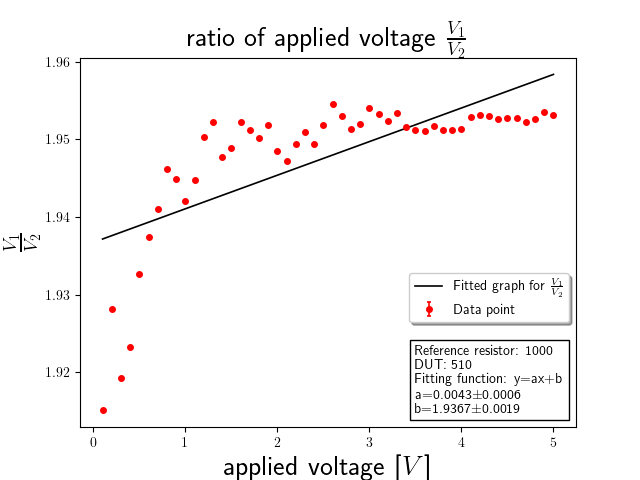 ratio of applied voltage V₁/V₂
1.96
1.95
1.94
1.93
1.92
V₁/V₂
Fitted graph for V₁/V₂
Data point
Reference resistor: 1000
DUT: 510
Fitting function: y=ax+b
a=0.0043±0.0006
b=1.9367±0.0019
0 1 2 3 4 5
applied voltage [V]